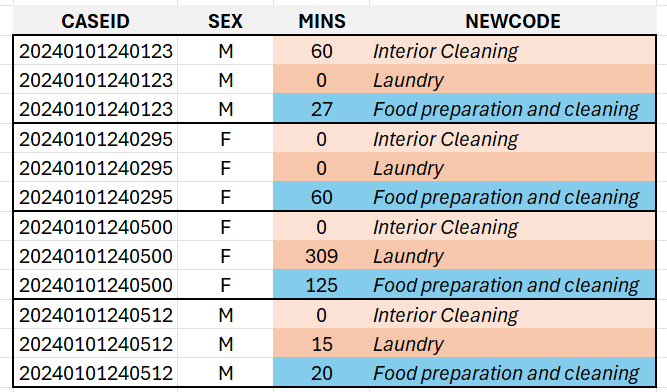 CASEID SEX MINS NEWCODE
20240101240123 M 60 Interior Cleaning
20240101240123 M 0 Laundry
20240101240123 M 27 Food preparation and cleaning
20240101240295 F 0 Interior Cleaning
20240101240295 F 0 Laundry
20240101240295 F 60 Food preparation and cleaning
20240101240500 F 0 Interior Cleaning
20240101240500 F 309 Laundry
20240101240500 F 125 Food preparation and cleaning
20240101240512 M 0 Interior Cleaning
20240101240512 M 15 Laundry
20240101240512 M 20 Food preparation and cleaning